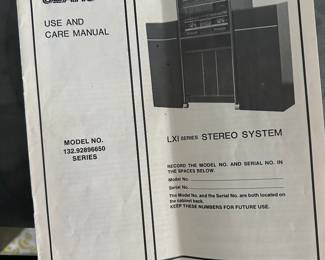 USE AND
CARE MANUAL
MODEL NO.
132.92896650
SERIES
LXI SERIES STEREO SYSTEM
RECORD THE MODEL NO. AND SERIAL NO. IN
THE SPACES BELOW.
Model No.
Serial No.
The Model No. and the Serial No. are both located on
the cabinet back.
KEEP THESE NUMBERS FOR FUTURE USE.